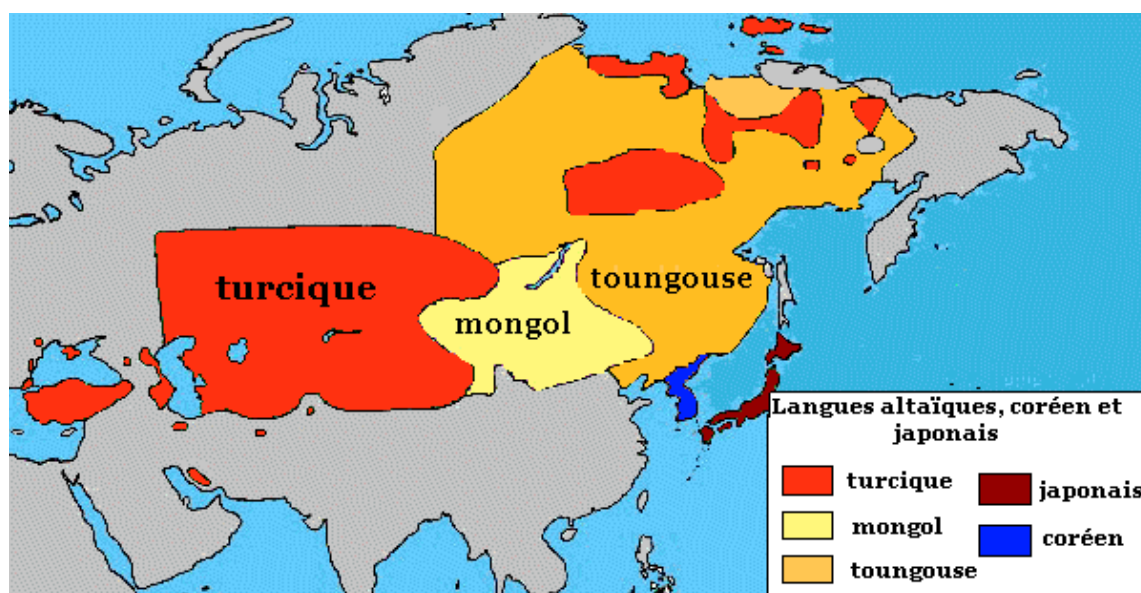 turcique
mongol
toungouse
Langues altaïques, coréen et
japonais
turcique
mongol
toungouse
japonais
coréen